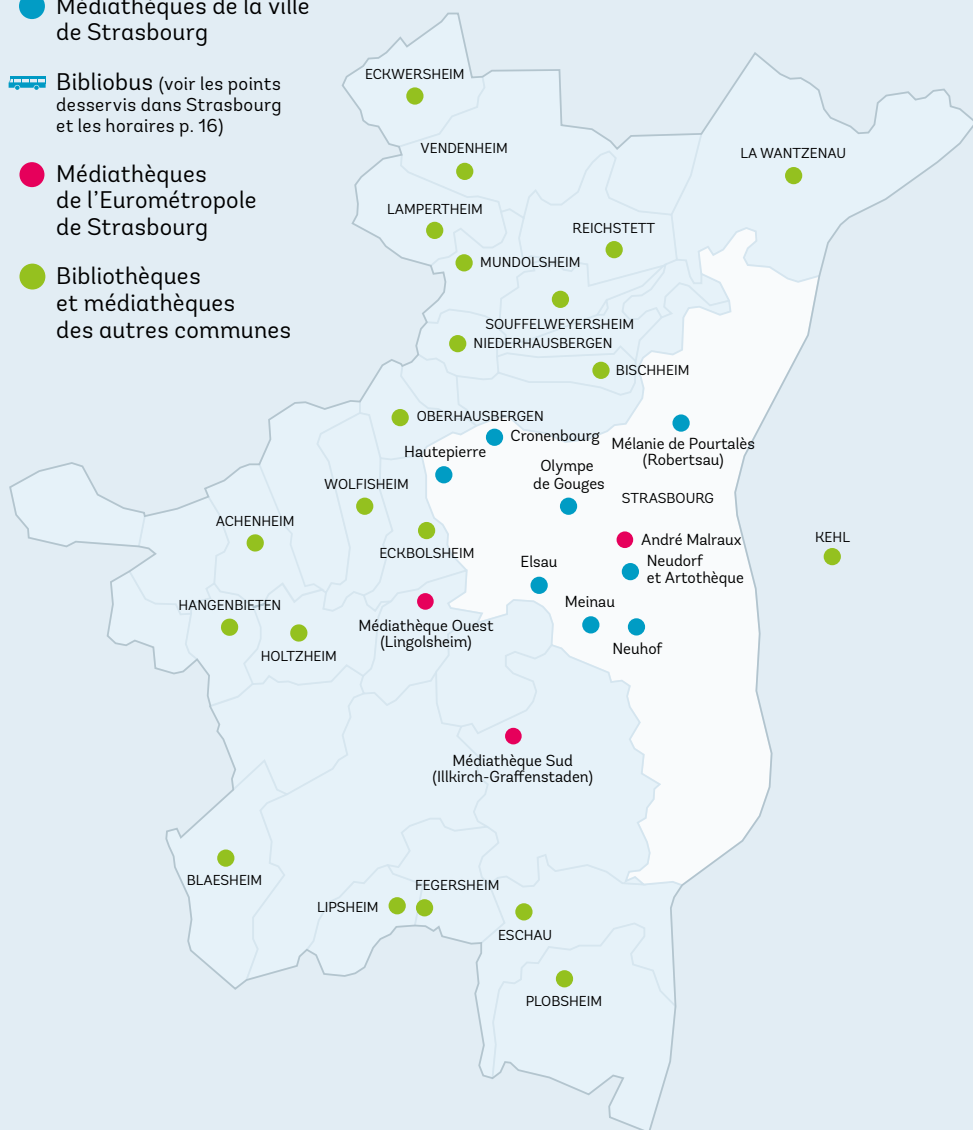 Médiathèques de la ville
de Strasbourg
Bibliobus (voir les points
desservis dans Strasbourg
et les horaires p. 16)
Médiathèques
de l’Eurométropole
de Strasbourg
Bibliothèques
et médiathèques
des autres communes
ECKWERSHEIM
VENDENHEIM
LA WANTZENAU
LAMPERTHEIM
REICHSTETT
MUNDOLSHEIM
SOUFFELWEYERSHEIM
NIEDERHAUSBERGEN
BISCHHEIM
OBERHAUSBERGEN
Cronenbourg
Mélanie de Pourtalès
(Robertsau)
Hautepierre
Olympe
de Gouges
WOLFISHEIM
STRASBOURG
ACHENHEIM
ECKBOLSHEIM
André Malraux
KEHL
Neudorf
et Artothèque
Elsau
HANGENBIETEN
Meinau
Médiathèque Ouest
(Lingolsheim)
Neuhof
HOLTZHEIM
Médiathèque Sud
(Illkirch-Graffenstaden)
BLAESHEIM
FEGERSHEIM
LIPSHEIM
ESCHAU
PLOBSHEIM